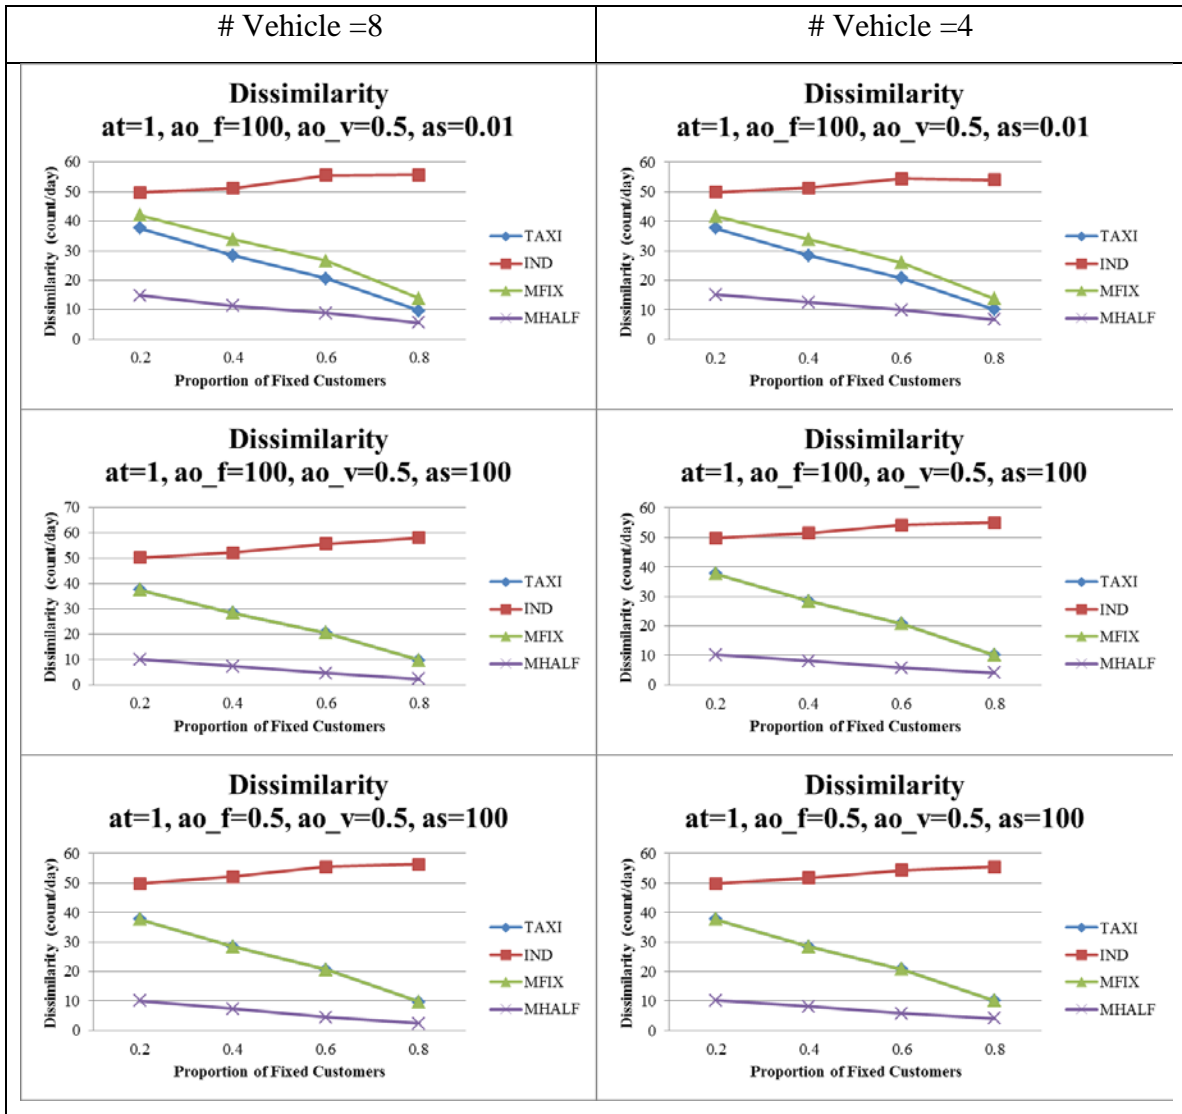 # Vehicle =8
# Vehicle =4
Dissimilarity
at=1, ao_f=100, ao_v=0.5, as=0.01
Dissimilarity (count/day)
60
50
40
30
20
10
0
0.2 0.4 0.6 0.8
Proportion of Fixed Customers
TAXI
IND
MFIX
MHALF
Dissimilarity
at=1, ao_f=100, ao_v=0.5, as=0.01
Dissimilarity (count/day)
60
50
40
30
20
10
0
0.2 0.4 0.6 0.8
Proportion of Fixed Customers
TAXI
IND
MFIX
MHALF
Dissimilarity
at=1, ao_f=100, ao_v=0.5, as=100
Dissimilarity (count/day)
70
60
50
40
30
20
10
0
0.2 0.4 0.6 0.8
Proportion of Fixed Customers
TAXI
IND
MFIX
MHALF
Dissimilarity
at=1, ao_f=100, ao_v=0.5, as=100
Dissimilarity (count/day)
60
50
40
30
20
10
0
0.2 0.4 0.6 0.8
Proportion of Fixed Customers
TAXI
IND
MFIX
MHALF
Dissimilarity
at=1, ao_f=0.5, ao_v=0.5, as=100
Dissimilarity (count/day)
60
50
40
30
20
10
0
0.2 0.4 0.6 0.8
Proportion of Fixed Customers
TAXI
IND
MFIX
MHALF
Dissimilarity
at=1, ao_f=0.5, ao_v=0.5, as=100
Dissimilarity (count/day)
60
50
40
30
20
10
0
0.2 0.4 0.6 0.8
Proportion of Fixed Customers
TAXI
IND
MFIX
MHALF